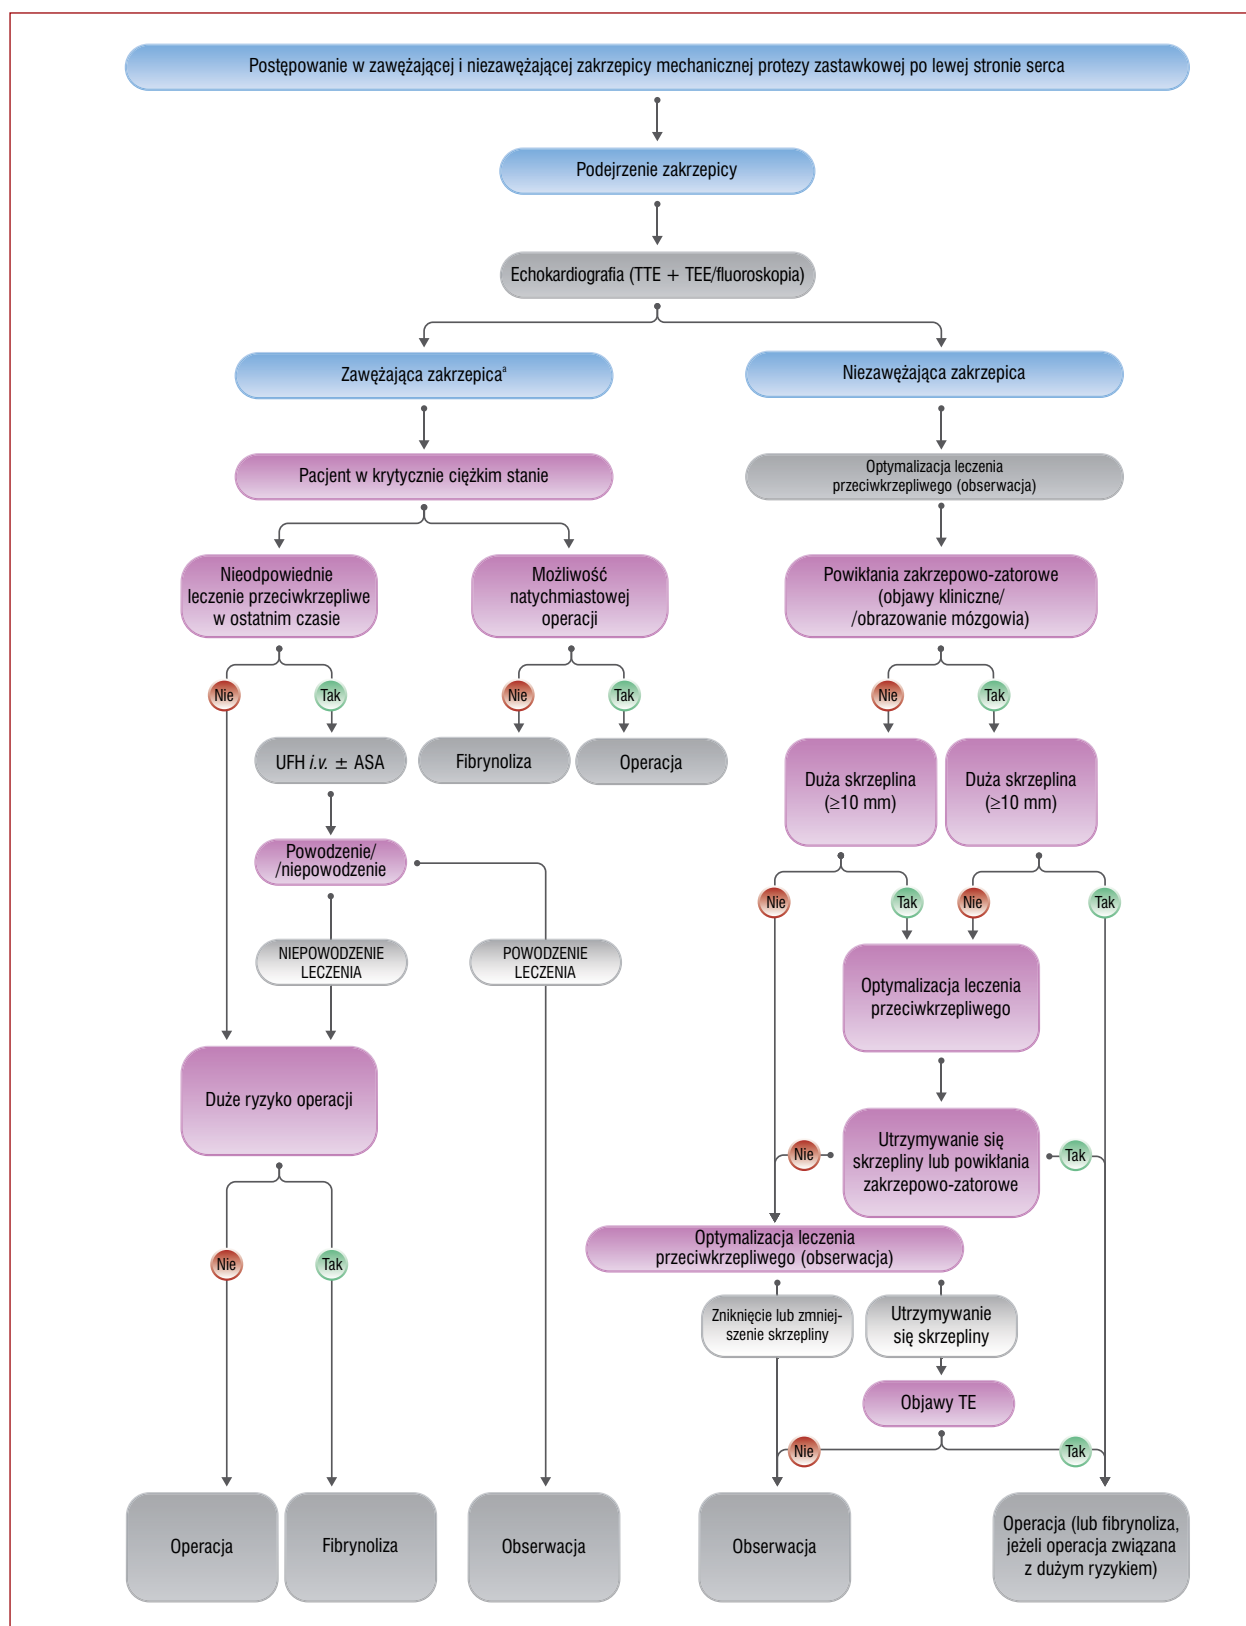 Postępowanie w zawężającej i niezawężającej zakrzepicy mechanicznej protezy zastawkowej po lewej stronie serca
Podejrzenie zakrzepicy
Echokardiografia (TTE + TEE/fluoroskopia)
Zawężająca zakrzepicaª
Niezawężająca zakrzepica
Pacjent w krytycznie ciężkim stanie
Optymalizacja leczenia
przeciwkrzepliwego (obserwacja)
Nieodpowiednie
leczenie przeciwkrzepliwe
w ostatnim czasie
Możliwość
natychmiastowej
operacji
Powikłania zakrzepowo-zatorowe
(objawy kliniczne/
/obrazowanie mózgowia)
Nie
Tak
Nie
Tak
Nie
Tak
UFH i.v. ± ASA
Fibrynoliza
Operacja
Duża skrzeplina
(≥10 mm)
Duża skrzeplina
(≥10 mm)
Powodzenie/
/niepowodzenie
Nie
Tak
Nie
Tak
NIEPOWODZENIE
LECZENIA
POWODZENIE
LECZENIA
Optymalizacja leczenia
przeciwkrzepliwego
Duże ryzyko operacji
Nie
Utrzymywanie się
skrzepliny lub powikłania
zakrzepowo-zatorowe
Tak
Optymalizacja leczenia
przeciwkrzepliwego (obserwacja)
Nie
Tak
Zniknięcie lub zmniej-
szenie skrzepliny
Utrzymywanie
się skrzepliny
Objawy TE
Nie
Tak
Operacja
Fibrynoliza
Obserwacja
Obserwacja
Operacja (lub fibrynoliza,
jeżeli operacja związana
z dużym ryzykiem)